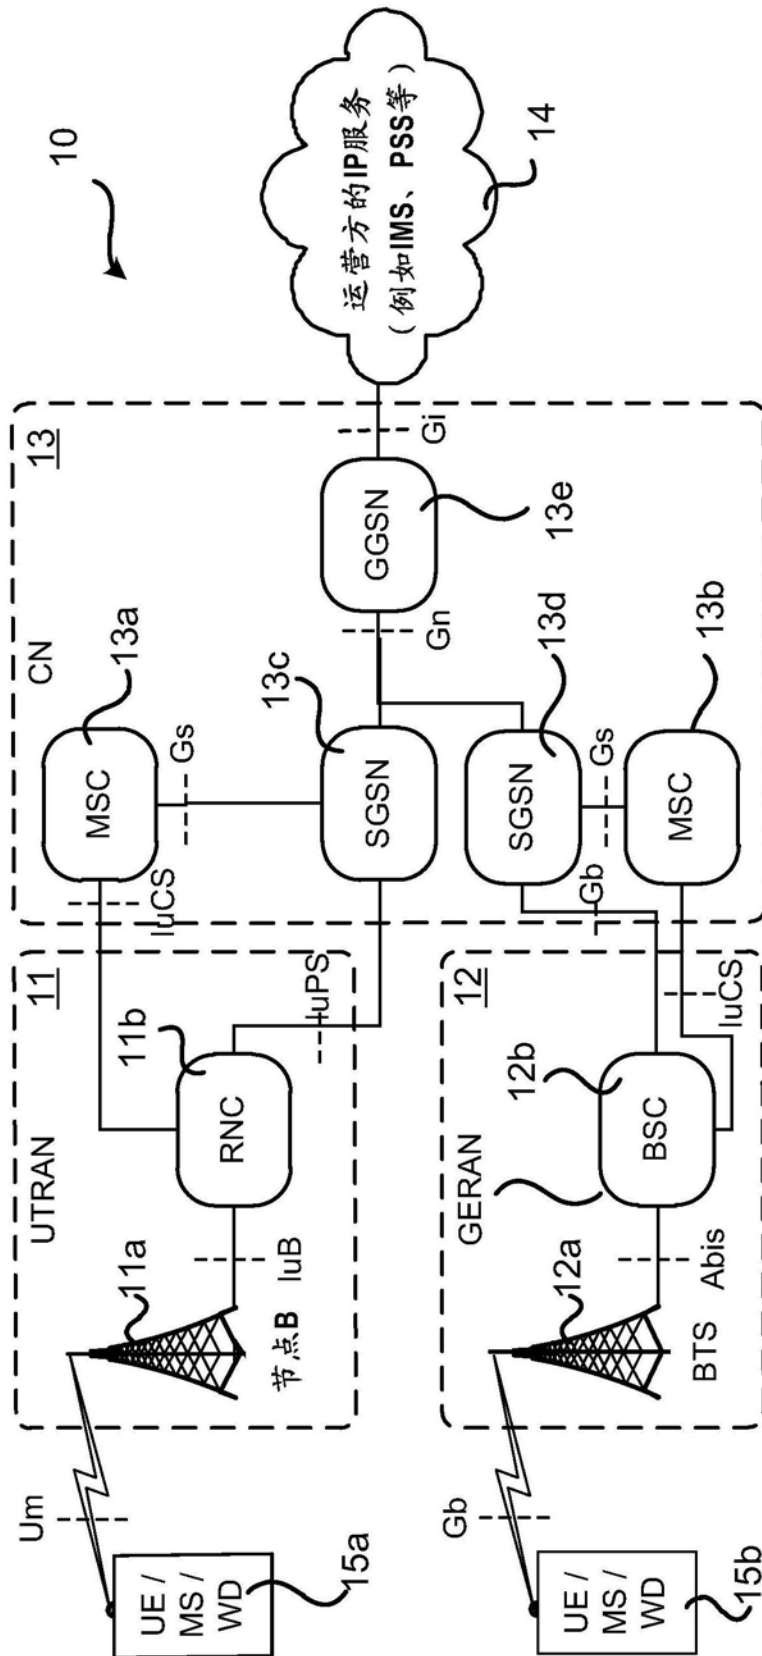 10
运营方的IP服务
（例如IMS、PSS等）
14
13
CN
MSC
13a
Gs
IuCS
SGSN
13c
Gn
GGSN
13e
Gi
SGSN
13d
Gs
MSC
13b
Gb
IuCS
11
UTRAN
RNC
11b
IuPS
IuB
11a
节点B
12
GERAN
BSC
12b
Abis
12a
BTS
Um
UE /
MS /
WD
15a
Gb
UE /
MS /
WD
15b